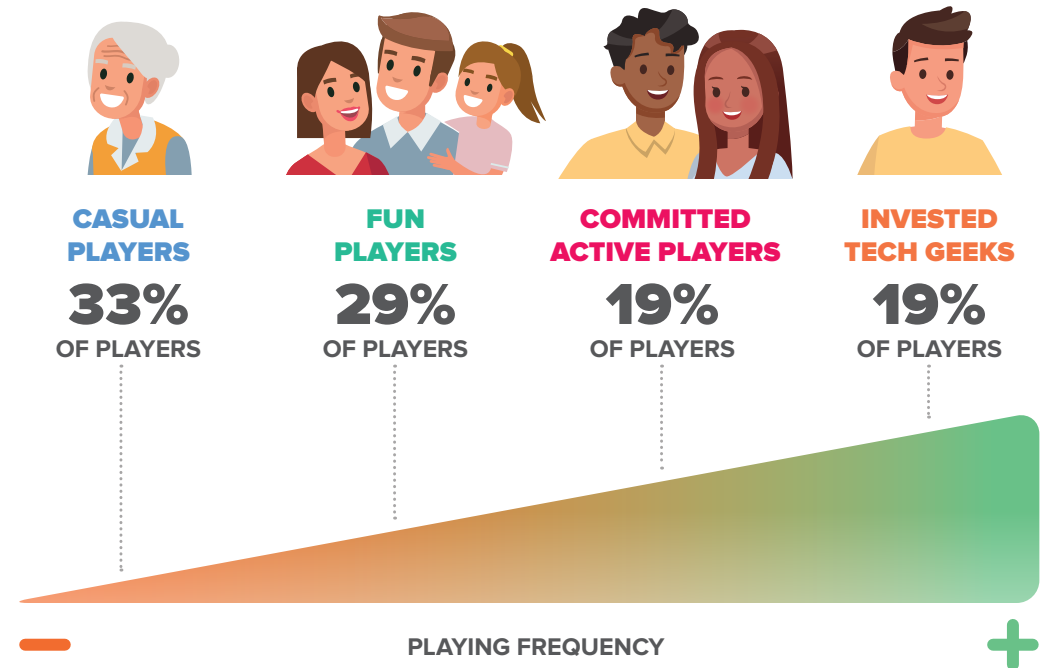 CASUAL
PLAYERS
33%
OF PLAYERS
FUN
PLAYERS
29%
OF PLAYERS
COMMITTED
ACTIVE PLAYERS
19%
OF PLAYERS
INVESTED
TECH GEEKS
19%
OF PLAYERS
PLAYING FREQUENCY